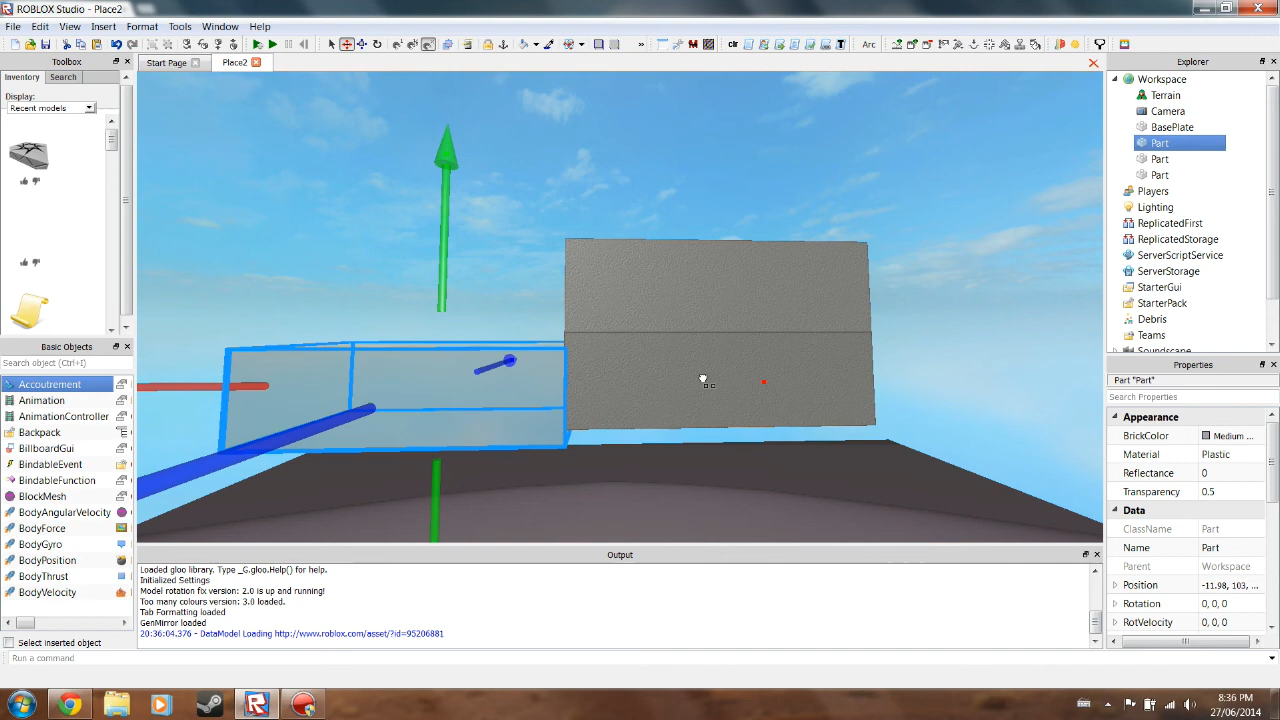 ROBLOX Studio - Place2
File Edit View Insert Format Tools Window Help
clr
Arc
Toolbox
Inventory Search
Display:
Recent models
Start Page
Place2
Basic Objects
Search object (Ctrl+I)
Accoutrement
Animation
AnimationController
Backpack
BillboardGui
BindableEvent
BindableFunction
BlockMesh
BodyAngularVelocity
BodyForce
BodyGyro
BodyPosition
BodyThrust
BodyVelocity
Select inserted object
Run a command
Output
Loaded gloo library. Type _G.gloo.Help() for help.
Initialized Settings
Model rotation fix version: 2.0 is up and running!
Too many colours version: 3.0 loaded.
Tab Formatting loaded
GenMirror loaded
20:36:04.376 - DataModel Loading http://www.roblox.com/asset/?id=95206881
Explorer
Workspace
Terrain
Camera
BasePlate
Part
Part
Part
Players
Lighting
ReplicatedFirst
ReplicatedStorage
ServerScriptService
ServerStorage
StarterGui
StarterPack
Debris
Teams
Soundscape
Properties
Part "Part"
Search Properties
Appearance
BrickColor Medium ...
Material Plastic
Reflectance 0
Transparency 0.5
Data
ClassName Part
Name Part
Parent Workspace
Position -11.98, 103, ...
Rotation 0, 0, 0
RotVelocity 0, 0, 0
8:36 PM
27/06/2014